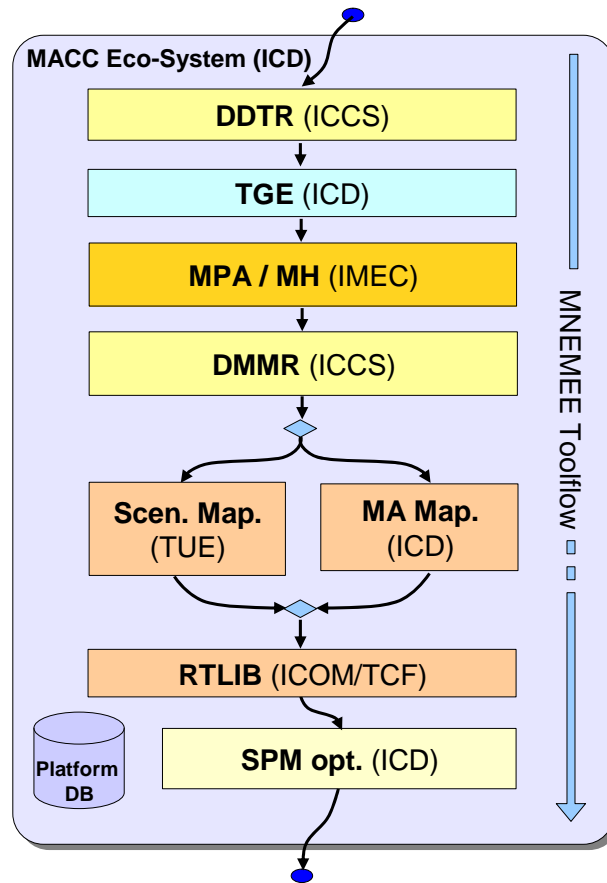 MACC Eco-System (ICD)
DDTR (ICCS)
TGE (ICD)
MPA / MH (IMEC)
DMMR (ICCS)
Scen. Map.
(TUE)
MA Map.
(ICD)
RTLIB (ICOM/TCF)
SPM opt. (ICD)
Platform
DB
MNEMEE Toolflow